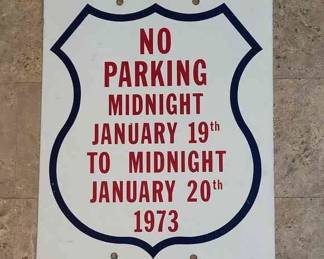 NO
PARKING
MIDNIGHT
JANUARY 19th
TO MIDNIGHT
JANUARY 20th
1973